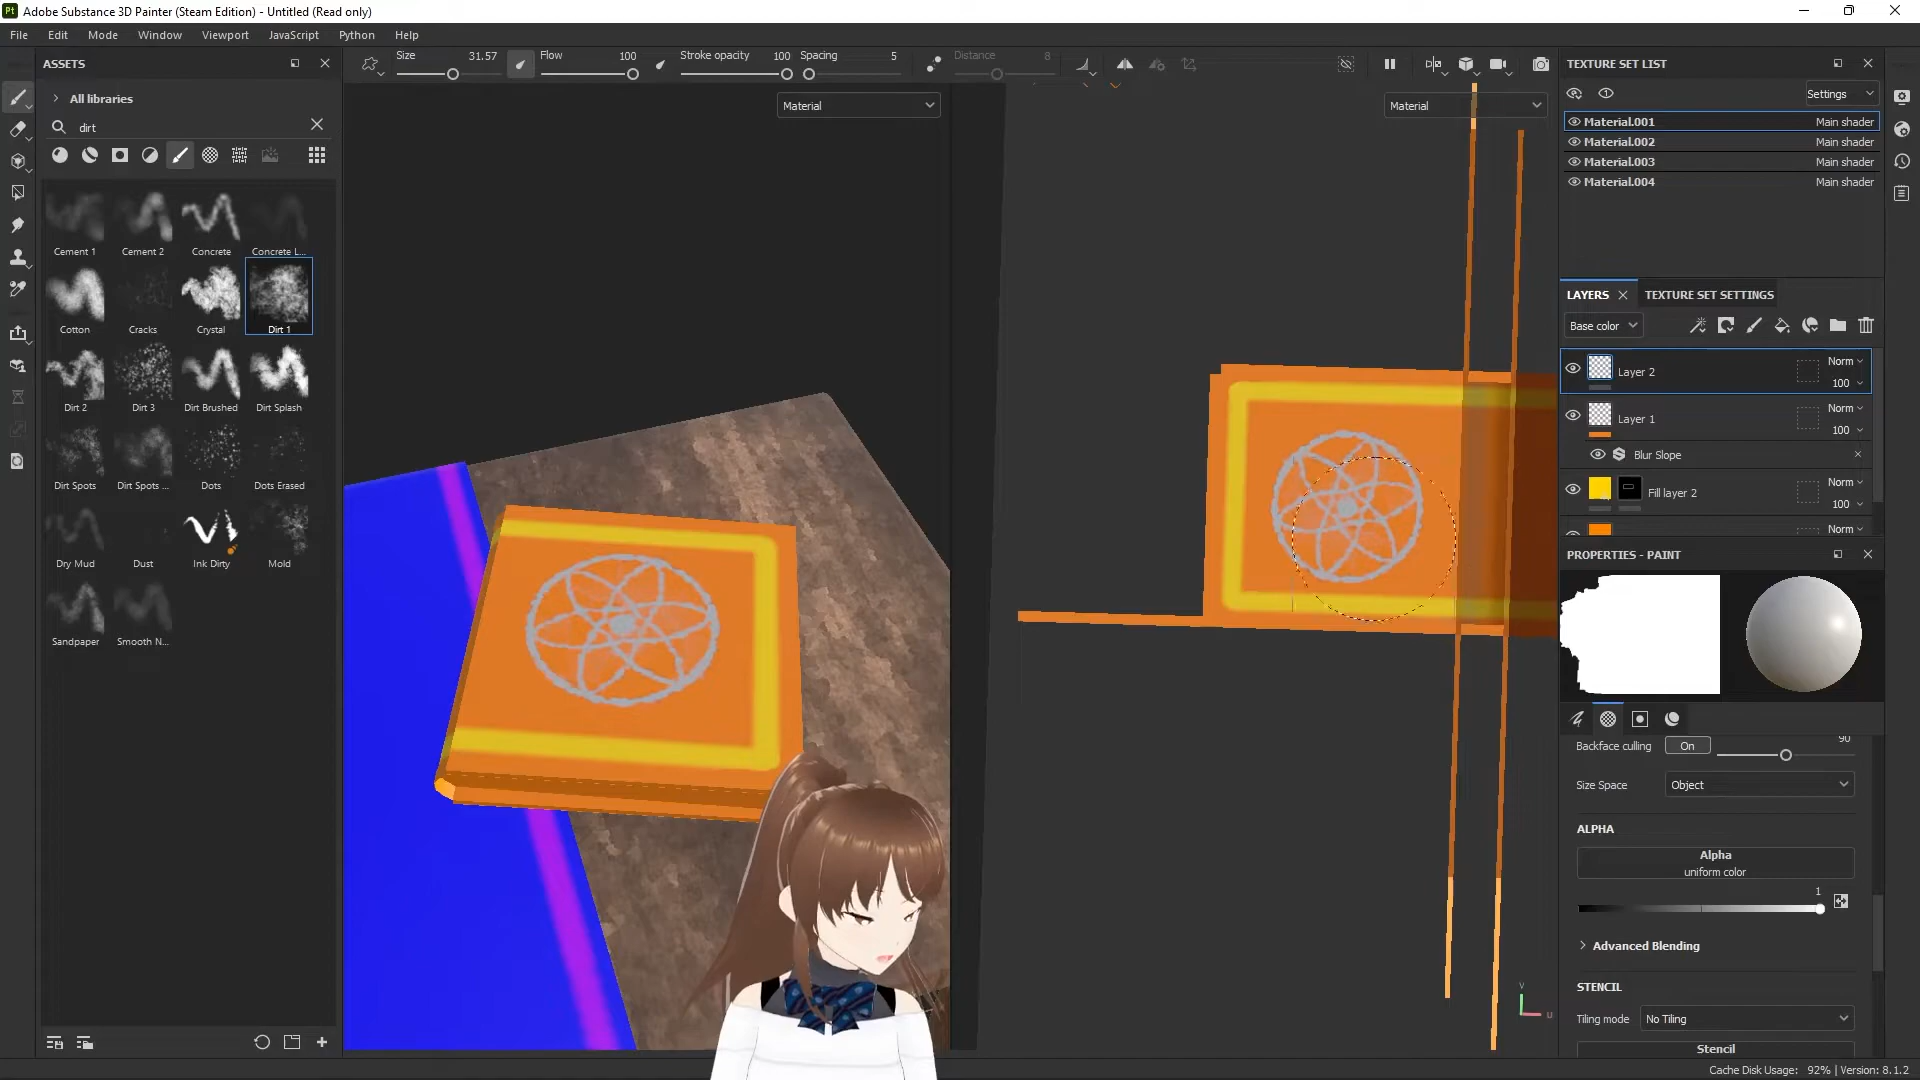 Pt Adobe Substance 3D Painter (Steam Edition) - Untitled (Read only)
File Edit Mode Window Viewport JavaScript Python Help
ASSETS
All libraries
dirt
Cement 1 Cement 2 Concrete Concrete L...
Cotton Cracks Crystal Dirt 1
Dirt 2 Dirt 3 Dirt Brushed Dirt Splash
Dirt Spots Dirt Spots ... Dots Dots Erased
Dry Mud Dust Ink Dirty Mold
Sandpaper Smooth N...
Size 31.57 Flow 100 Stroke opacity 100 Spacing 5 Distance 8
Material
Material
V
U
TEXTURE SET LIST
Settings
Material.001 Main shader
Material.002 Main shader
Material.003 Main shader
Material.004 Main shader
LAYERS TEXTURE SET SETTINGS
Base color
Layer 2 Norm
100
Layer 1 Norm
100
Blur Slope
Fill layer 2 Norm
100
Norm
PROPERTIES - PAINT
Backface culling On 90
Size Space Object
ALPHA
Alpha
uniform color
1
Advanced Blending
STENCIL
Tiling mode No Tiling
Stencil
Cache Disk Usage: 92% | Version: 8.1.2